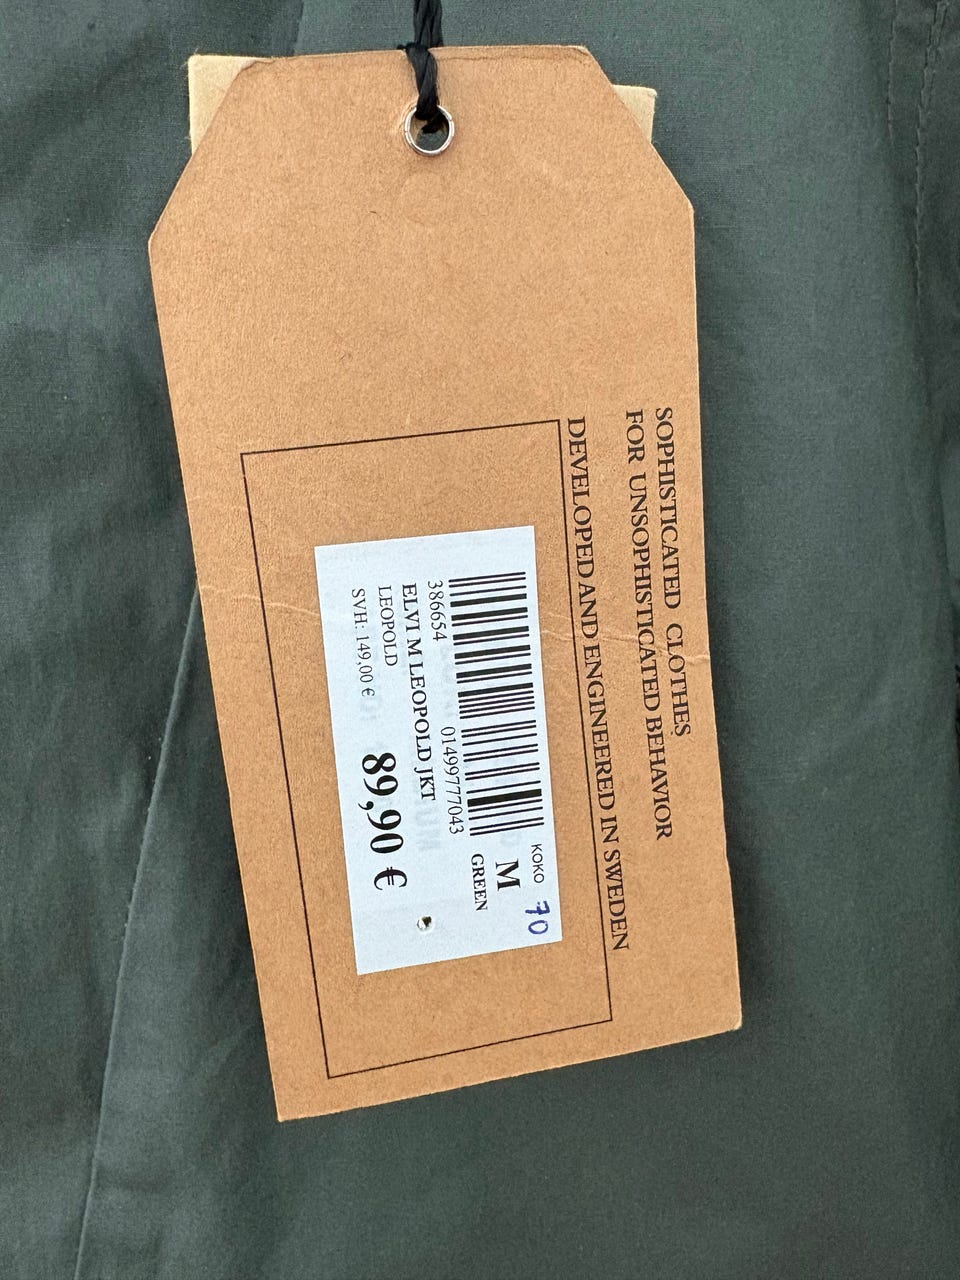 SOPHISTICATED CLOTHES
FOR UNSOPHISTICATED BEHAVIOR
DEVELOPED AND ENGINEERED IN SWEDEN
KOKO 70
M
GREEN
386654 01499777043
ELVI M LEOPOLD JKT
LEOPOLD
89,90 €
SVH: 149,00 €